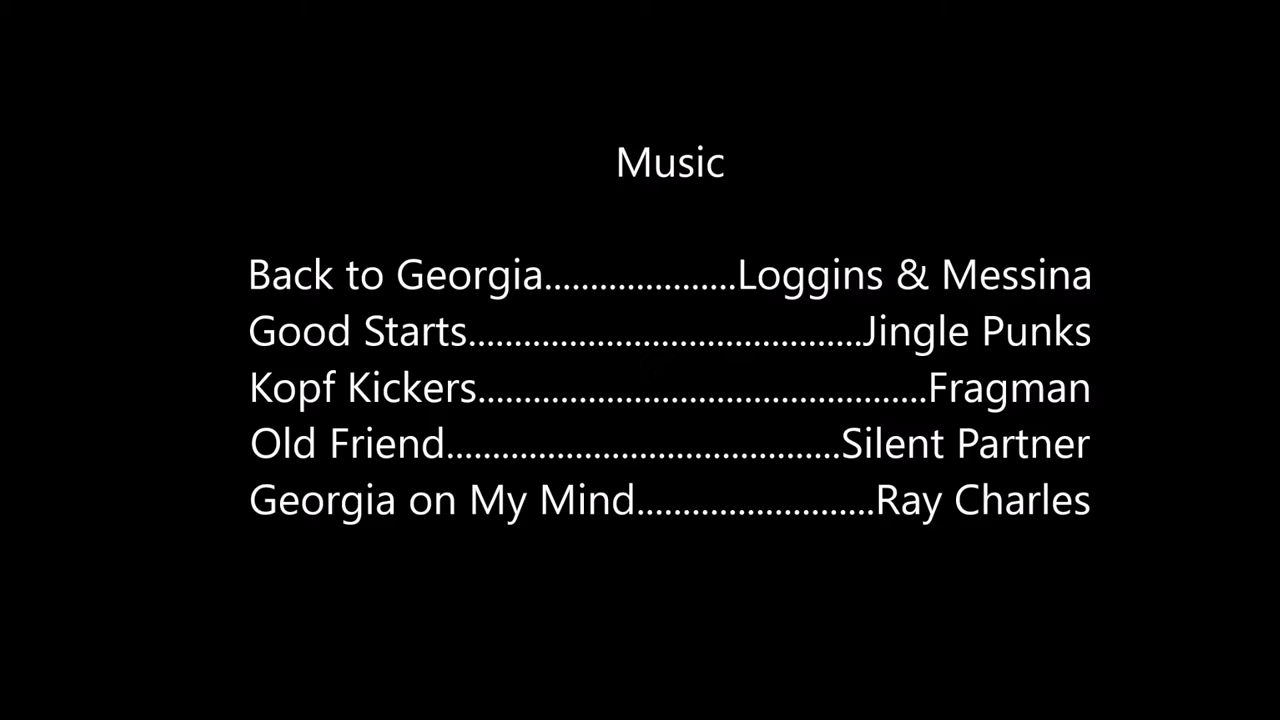 Music
Back to Georgia.....................Loggins & Messina
Good Starts...........................................Jingle Punks
Kopf Kickers.................................................Fragman
Old Friend...........................................Silent Partner
Georgia on My Mind..........................Ray Charles